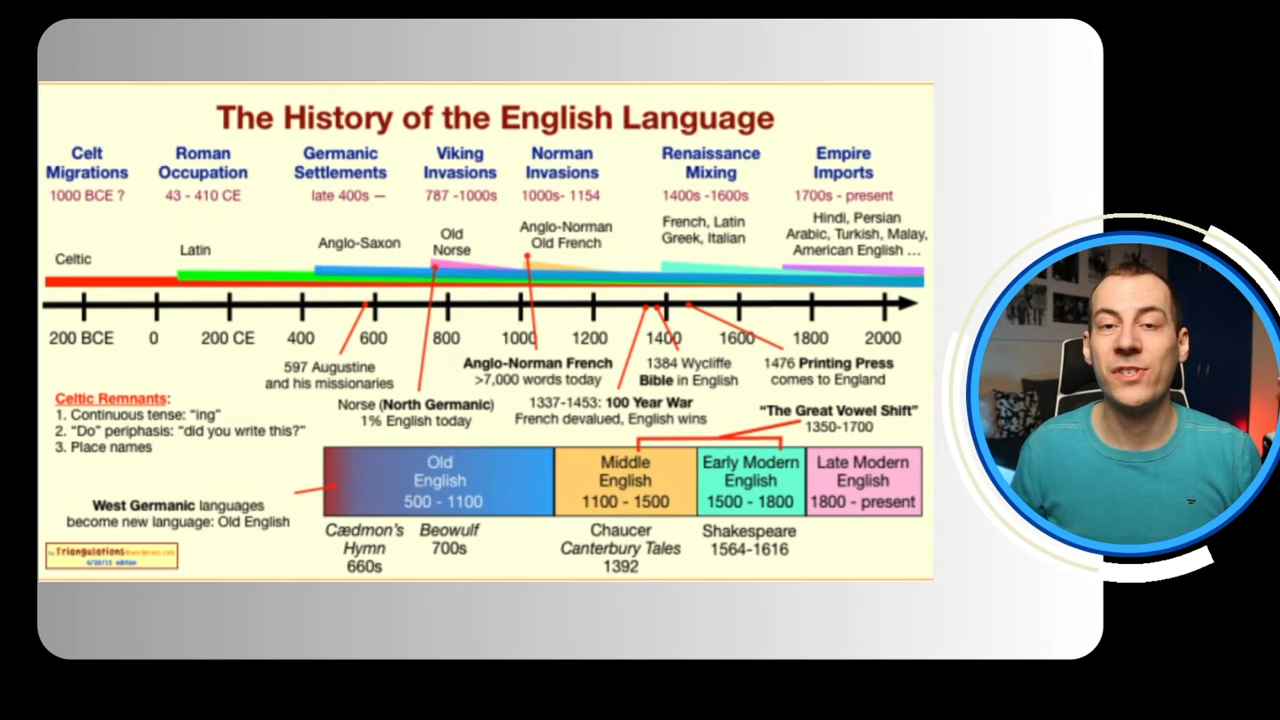 The History of the English Language
Celt
Migrations
1000 BCE ?
Roman
Occupation
43 - 410 CE
Germanic
Settlements
late 400s —
Viking
Invasions
787 -1000s
Norman
Invasions
1000s- 1154
Renaissance
Mixing
1400s -1600s
Empire
Imports
1700s - present
Celtic
Latin
Anglo-Saxon
Old
Norse
Anglo-Norman
Old French
French, Latin
Greek, Italian
Hindi, Persian
Arabic, Turkish, Malay,
American English ...
200 BCE 0 200 CE 400 600 800 1000 1200 1400 1600 1800 2000
597 Augustine
and his missionaries
Norse (North Germanic)
1% English today
Anglo-Norman French
>7,000 words today
1337-1453: 100 Year War
French devalued, English wins
1384 Wycliffe
Bible in English
1476 Printing Press
comes to England
"The Great Vowel Shift"
1350-1700
Celtic Remnants:
1. Continuous tense: "ing"
2. "Do" periphasis: "did you write this?"
3. Place names
West Germanic languages
become new language: Old English
Old
English
500 - 1100
Middle
English
1100 - 1500
Early Modern
English
1500 - 1800
Late Modern
English
1800 - present
Cædmon's
Hymn
660s
Beowulf
700s
Chaucer
Canterbury Tales
1392
Shakespeare
1564-1616
Triangulations
edition